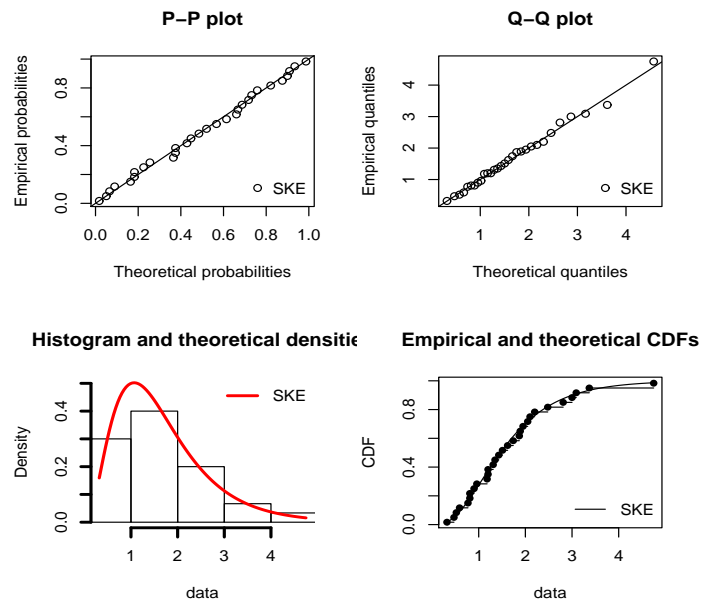 P−P plot
Empirical probabilities
0.0 0.4 0.8
SKE
0.0 0.2 0.4 0.6 0.8 1.0
Theoretical probabilities
Q−Q plot
Empirical quantiles
1 2 3 4
SKE
1 2 3 4
Theoretical quantiles
Histogram and theoretical densitie
Density
0.0 0.2 0.4
SKE
1 2 3 4
data
Empirical and theoretical CDFs
CDF
0.0 0.4 0.8
SKE
1 2 3 4
data